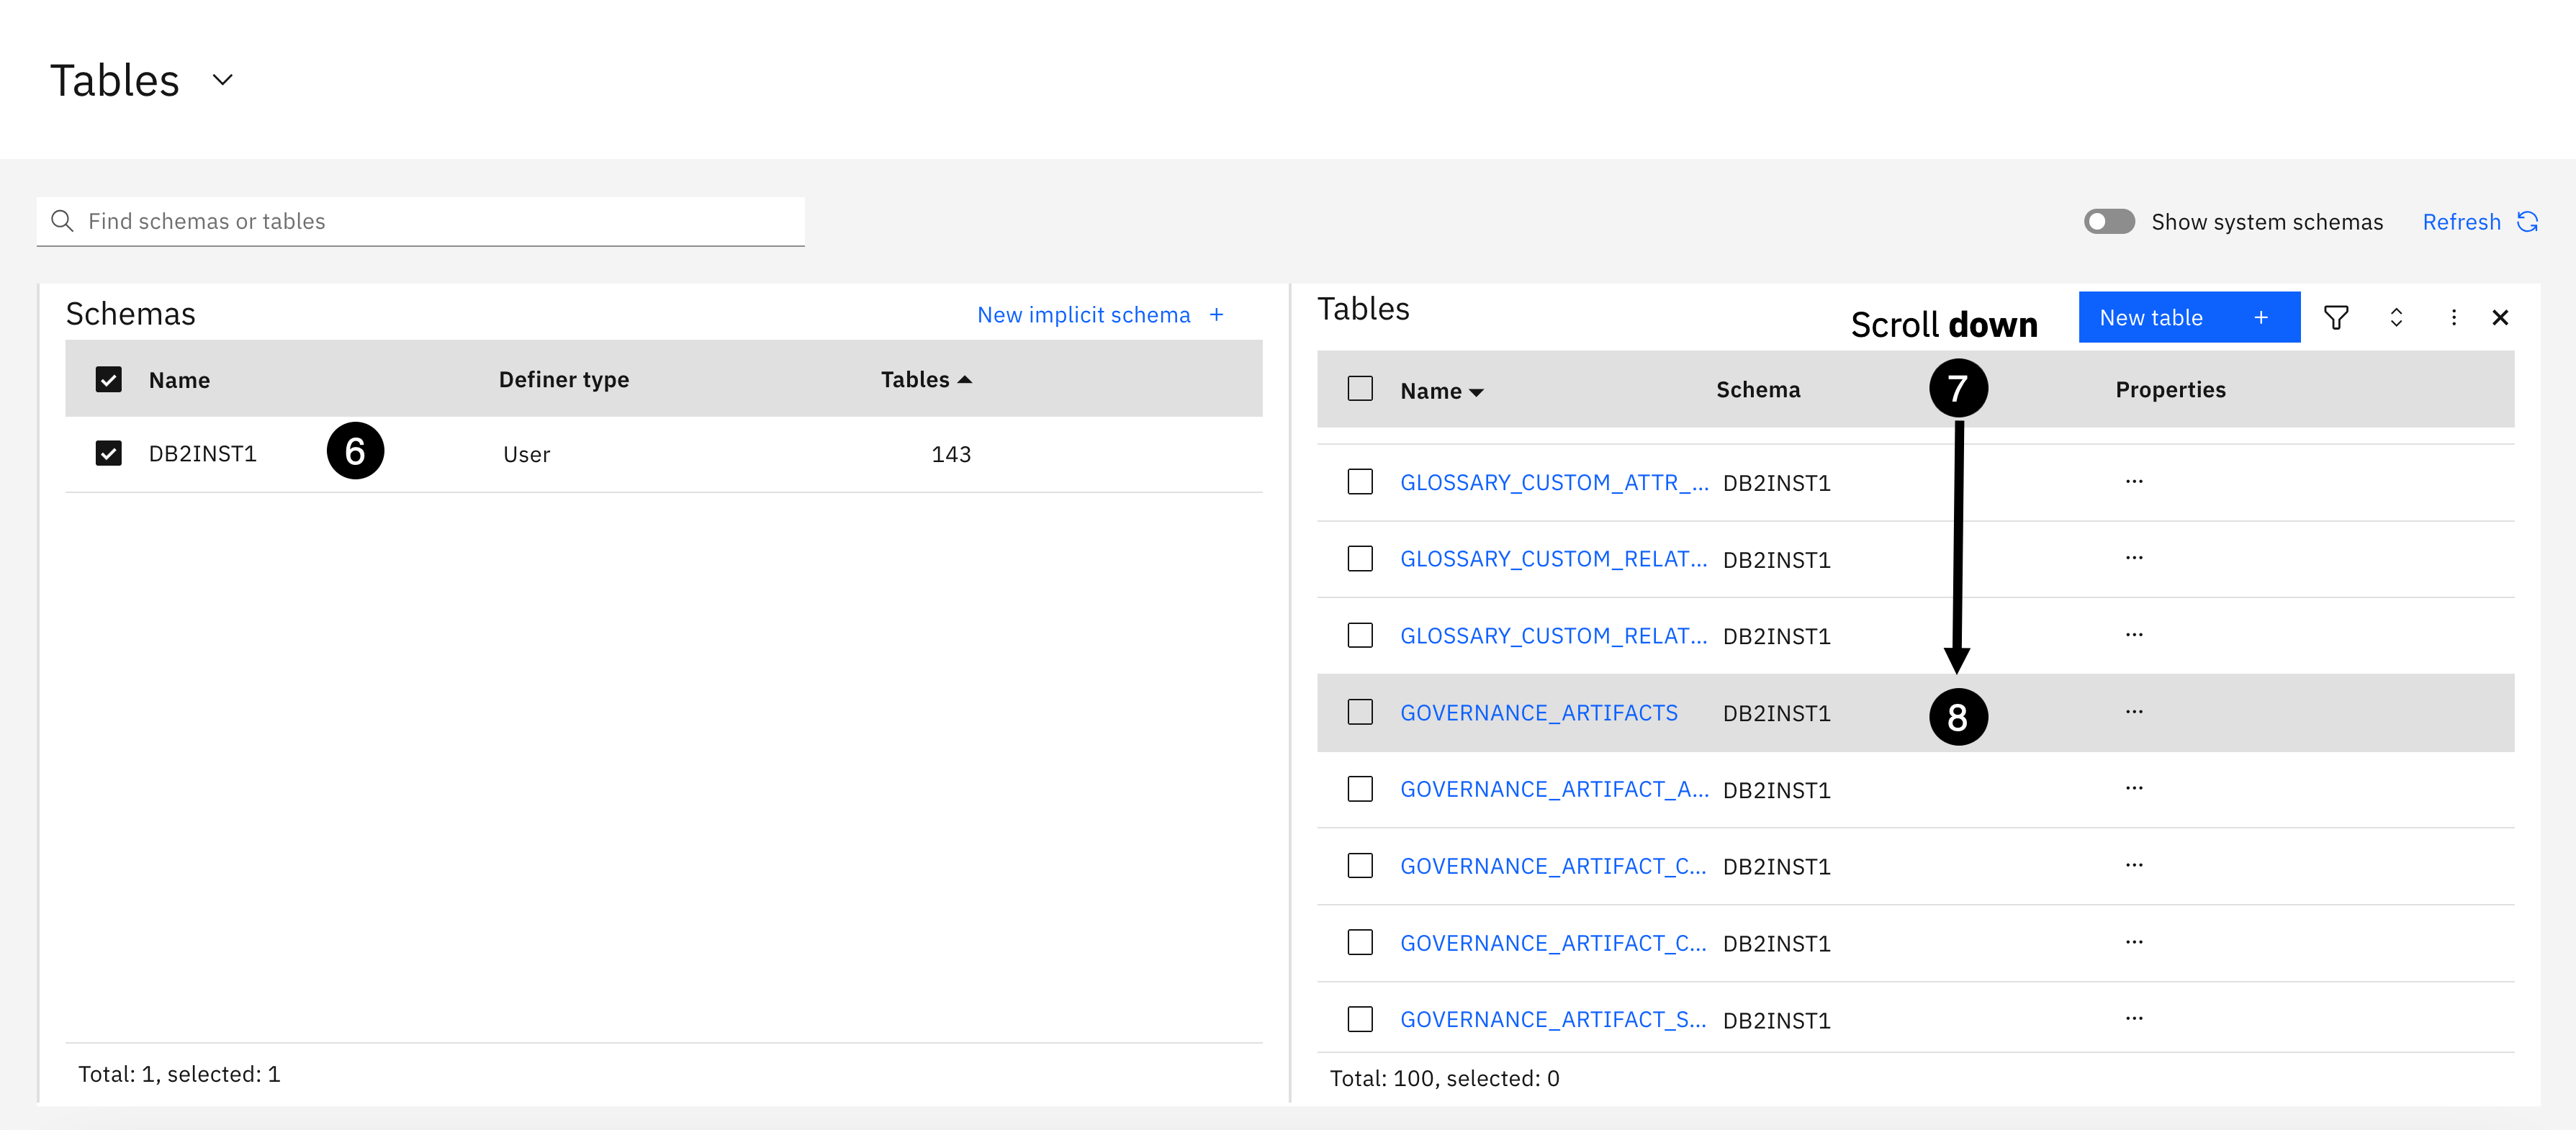 Tables
Find schemas or tables
Show system schemas
Refresh
Schemas
New implicit schema +
Name Definer type Tables
DB2INST1 6 User 143
Total: 1, selected: 1
Tables
Scroll down
New table +
Name Schema 7 Properties
GLOSSARY_CUSTOM_ATTR_... DB2INST1 ...
GLOSSARY_CUSTOM_RELAT... DB2INST1 ...
GLOSSARY_CUSTOM_RELAT... DB2INST1 ...
GOVERNANCE_ARTIFACTS DB2INST1 8 ...
GOVERNANCE_ARTIFACT_A... DB2INST1 ...
GOVERNANCE_ARTIFACT_C... DB2INST1 ...
GOVERNANCE_ARTIFACT_C... DB2INST1 ...
GOVERNANCE_ARTIFACT_S... DB2INST1 ...
Total: 100, selected: 0